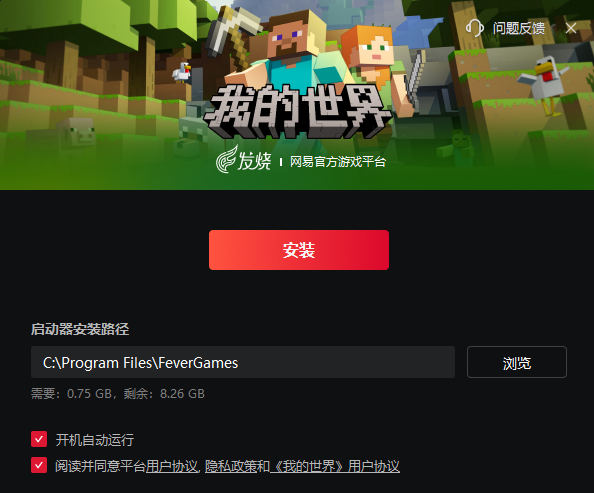 问题反馈
我的世界
发烧 | 网易官方游戏平台
安装
启动器安装路径
C:\Program Files\FeverGames 浏览
需要：0.75 GB，剩余：8.26 GB
开机自动运行
阅读并同意平台用户协议, 隐私政策和《我的世界》用户协议